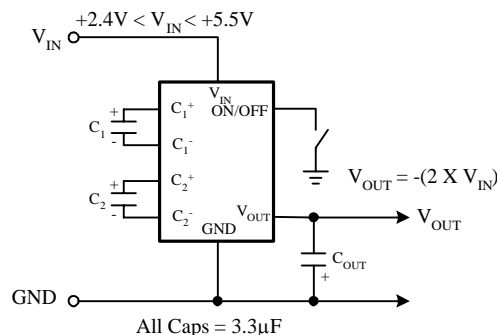 +2.4V < V_IN < +5.5V
V_IN
V_IN
ON/OFF
C_1^+
+
C_1
-
C_1^-
C_2^+
+
C_2
-
C_2^-
V_OUT = -(2 X V_IN)
V_OUT
V_OUT
GND
C_OUT
+
GND
All Caps = 3.3μF